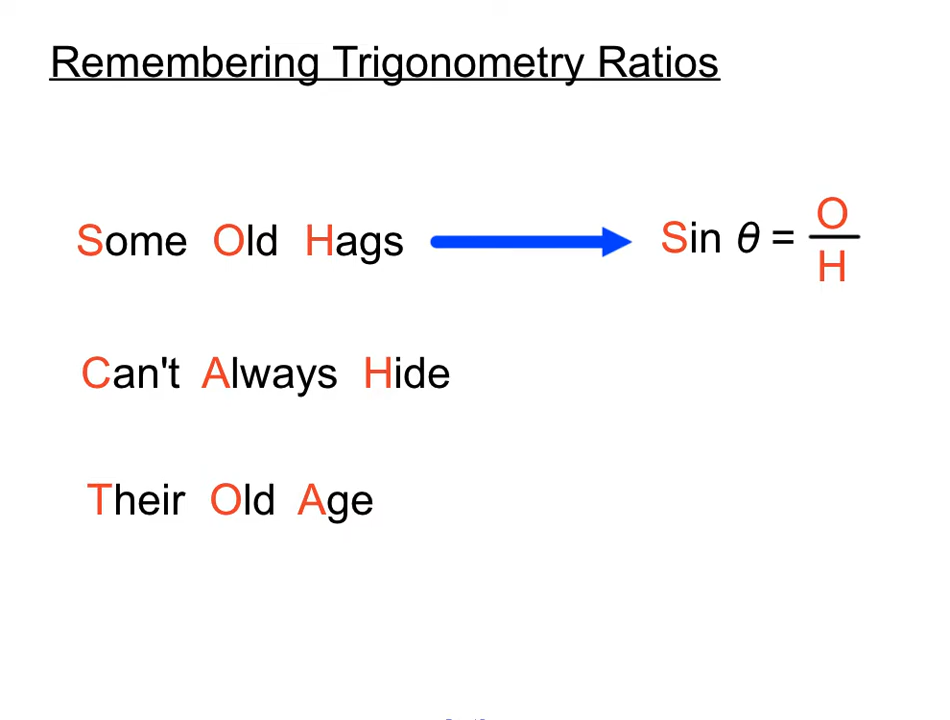 Remembering Trigonometry Ratios
Some Old Hags Sin θ = O/H
Can't Always Hide
Their Old Age